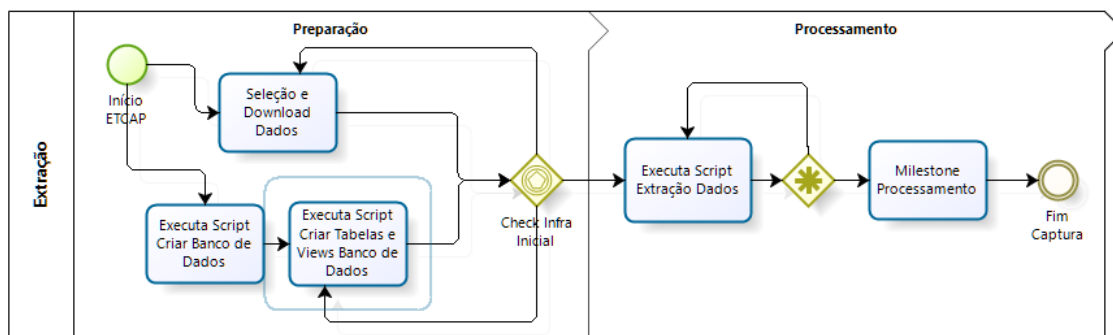 Preparação
Processamento
Extração
Início
ETCAP
Seleção e
Download
Dados
Executa Script
Criar Banco de
Dados
Executa Script
Criar Tabelas e
Views Banco de
Dados
Check Infra
Inicial
Executa Script
Extração Dados
Milestone
Processamento
Fim
Captura